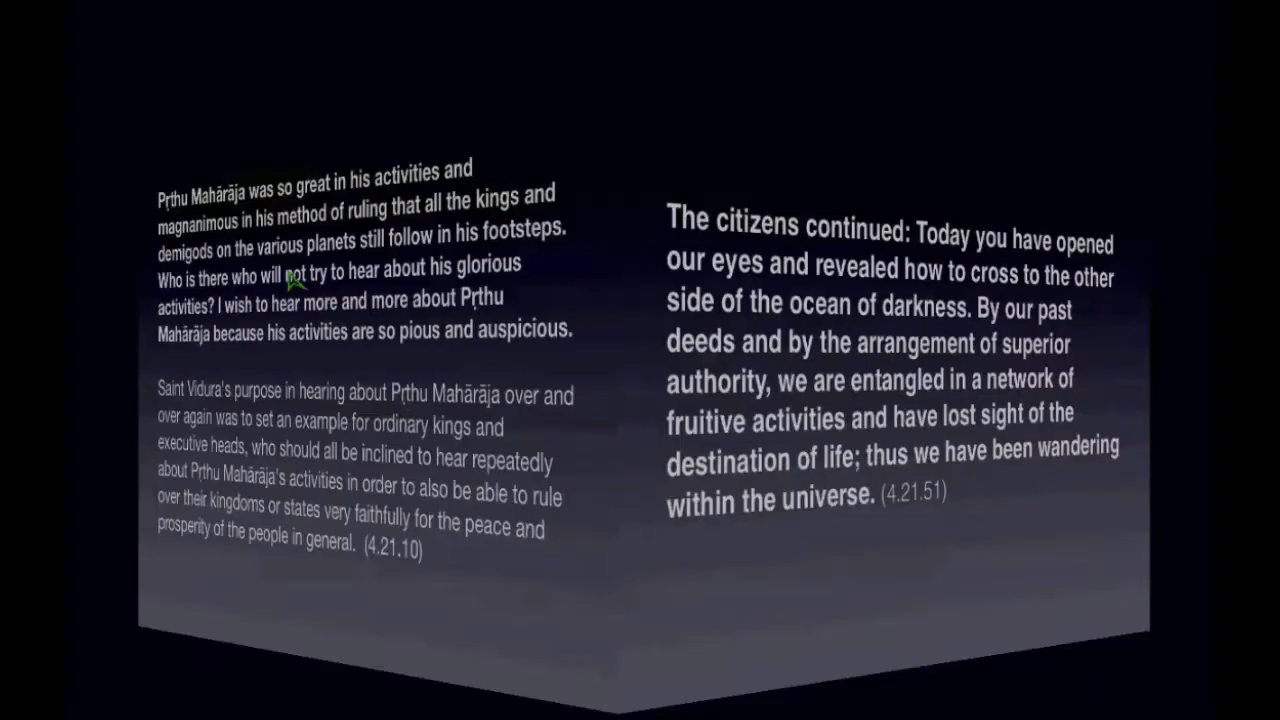 Pṛthu Mahārāja was so great in his activities and
magnanimous in his method of ruling that all the kings and
demigods on the various planets still follow in his footsteps.
Who is there who will not try to hear about his glorious
activities? I wish to hear more and more about Pṛthu
Mahārāja because his activities are so pious and auspicious.
Saint Vidura's purpose in hearing about Pṛthu Mahārāja over and
over again was to set an example for ordinary kings and
executive heads, who should all be inclined to hear repeatedly
about Pṛthu Mahārāja's activities in order to also be able to rule
over their kingdoms or states very faithfully for the peace and
prosperity of the people in general. (4.21.10)
The citizens continued: Today you have opened
our eyes and revealed how to cross to the other
side of the ocean of darkness. By our past
deeds and by the arrangement of superior
authority, we are entangled in a network of
fruitive activities and have lost sight of the
destination of life; thus we have been wandering
within the universe. (4.21.51)